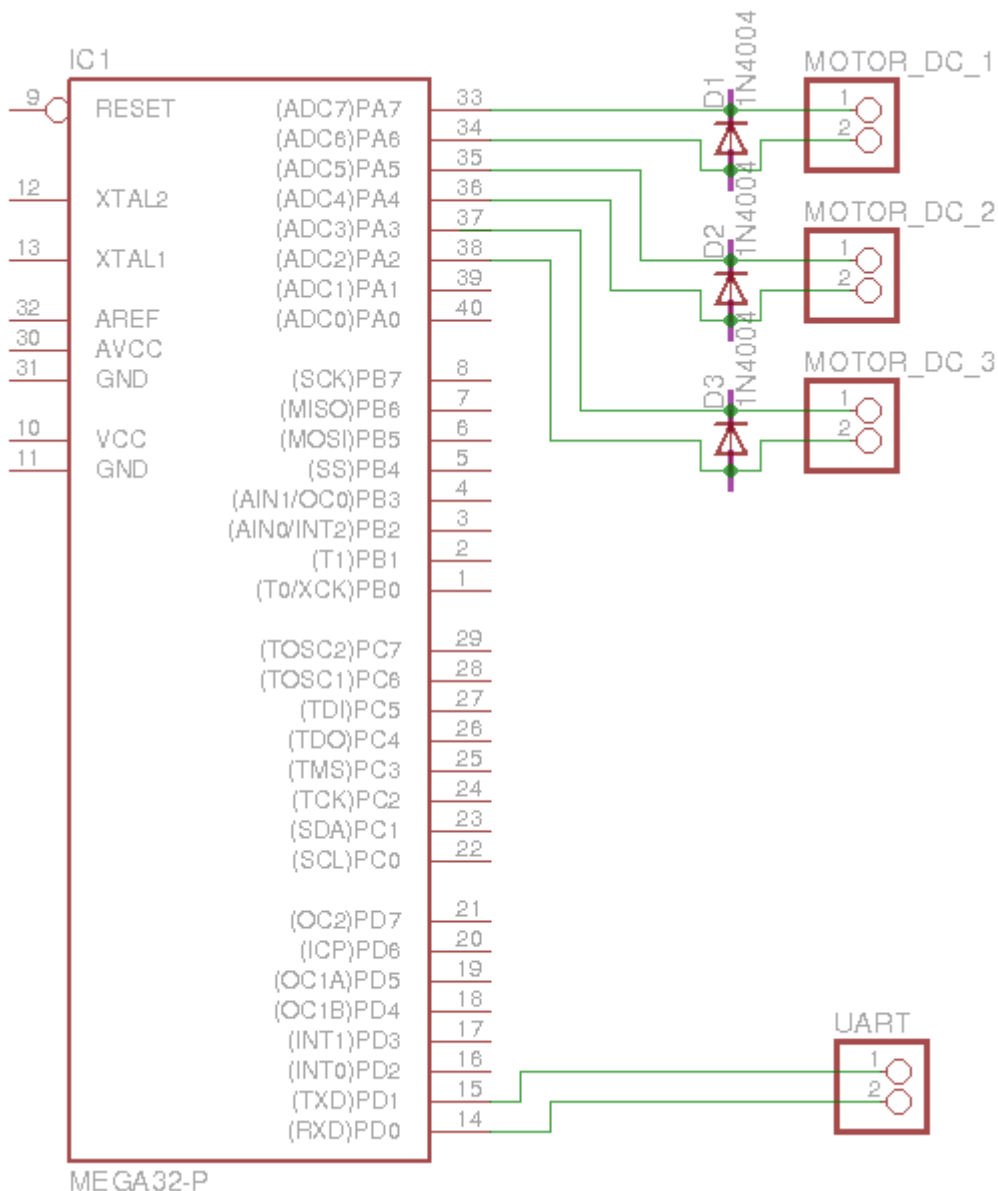 IC1
9 RESET
12 XTAL2
13 XTAL1
32 AREF
30 AVCC
31 GND
10 VCC
11 GND
(ADC7)PA7 33
(ADC6)PA6 34
(ADC5)PA5 35
(ADC4)PA4 36
(ADC3)PA3 37
(ADC2)PA2 38
(ADC1)PA1 39
(ADC0)PA0 40
(SCK)PB7 8
(MISO)PB6 7
(MOSI)PB5 6
(SS)PB4 5
(AIN1/OC0)PB3 4
(AIN0/INT2)PB2 3
(T1)PB1 2
(T0/XCK)PB0 1
(TOSC2)PC7 29
(TOSC1)PC6 28
(TDI)PC5 27
(TDO)PC4 26
(TMS)PC3 25
(TCK)PC2 24
(SDA)PC1 23
(SCL)PC0 22
(OC2)PD7 21
(ICP)PD6 20
(OC1A)PD5 19
(OC1B)PD4 18
(INT1)PD3 17
(INT0)PD2 16
(TXD)PD1 15
(RXD)PD0 14
MEGA32-P
D1
1N4004
MOTOR_DC_1
1
2
D2
1N4004
MOTOR_DC_2
1
2
D3
1N4004
MOTOR_DC_3
1
2
UART
1
2